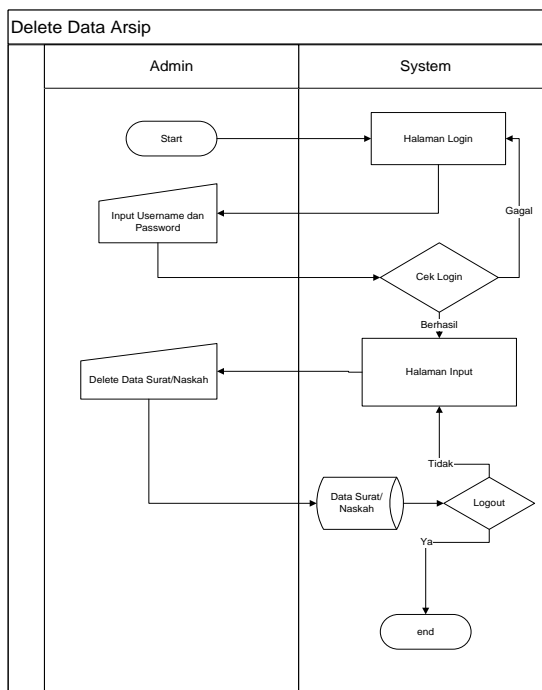 Delete Data Arsip
Admin
System
Start
Halaman Login
Gagal
Input Username dan
Password
Cek Login
Berhasil
Delete Data Surat/Naskah
Halaman Input
Tidak
Data Surat/
Naskah
Logout
Ya
end